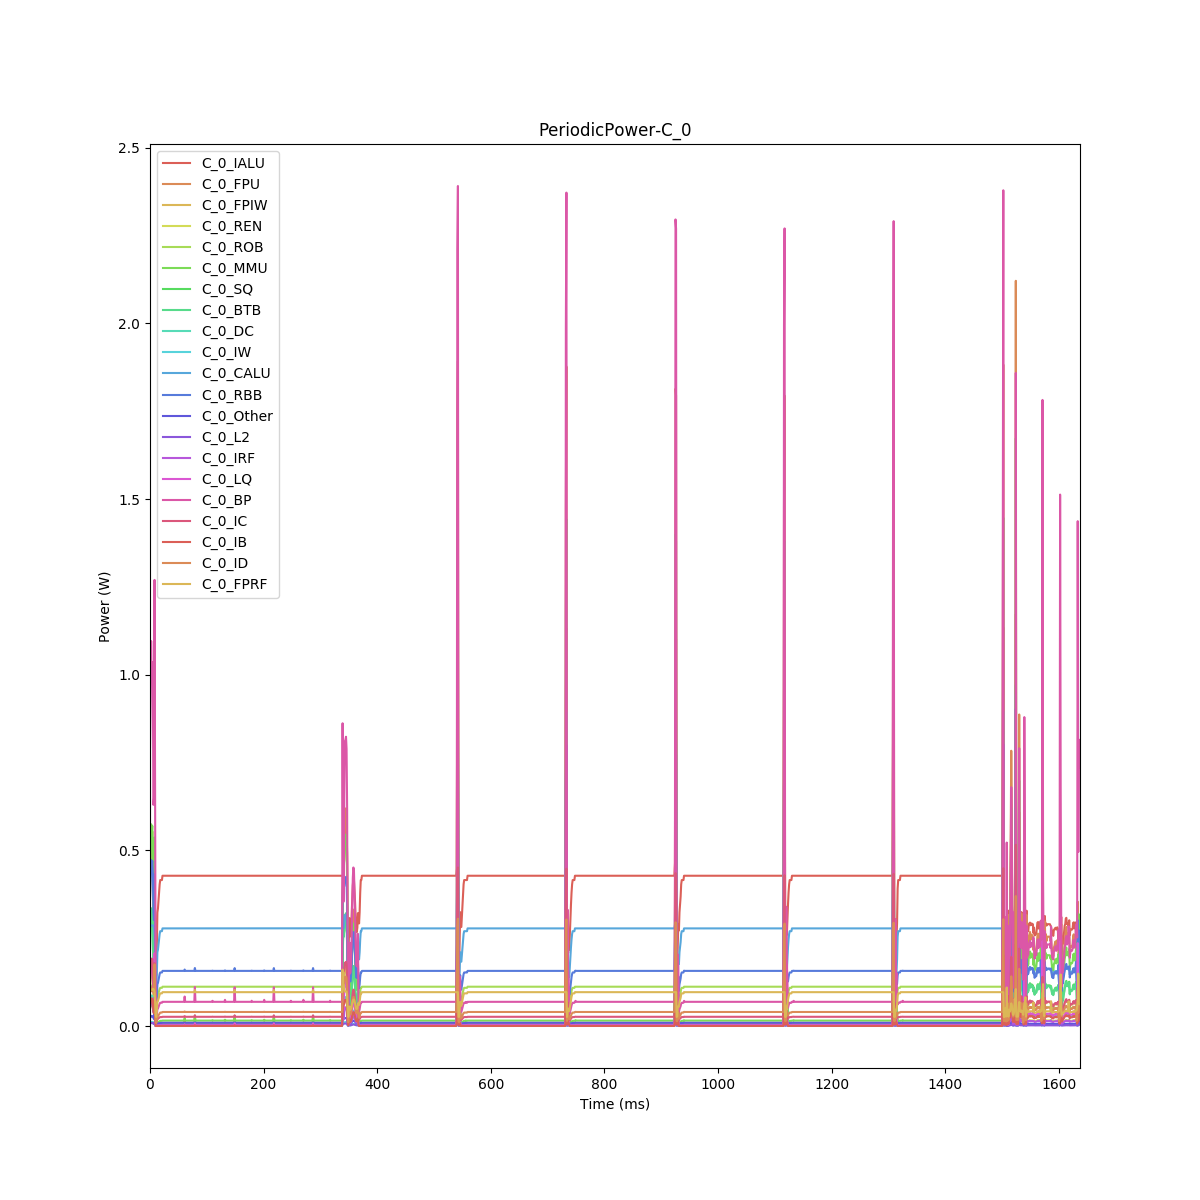 PeriodicPower-C_0
2.5
2.0
1.5
1.0
0.5
0.0
Power (W)
C_0_IALU
C_0_FPU
C_0_FPIW
C_0_REN
C_0_ROB
C_0_MMU
C_0_SQ
C_0_BTB
C_0_DC
C_0_IW
C_0_CALU
C_0_RBB
C_0_Other
C_0_L2
C_0_IRF
C_0_LQ
C_0_BP
C_0_IC
C_0_IB
C_0_ID
C_0_FPRF
0 200 400 600 800 1000 1200 1400 1600
Time (ms)